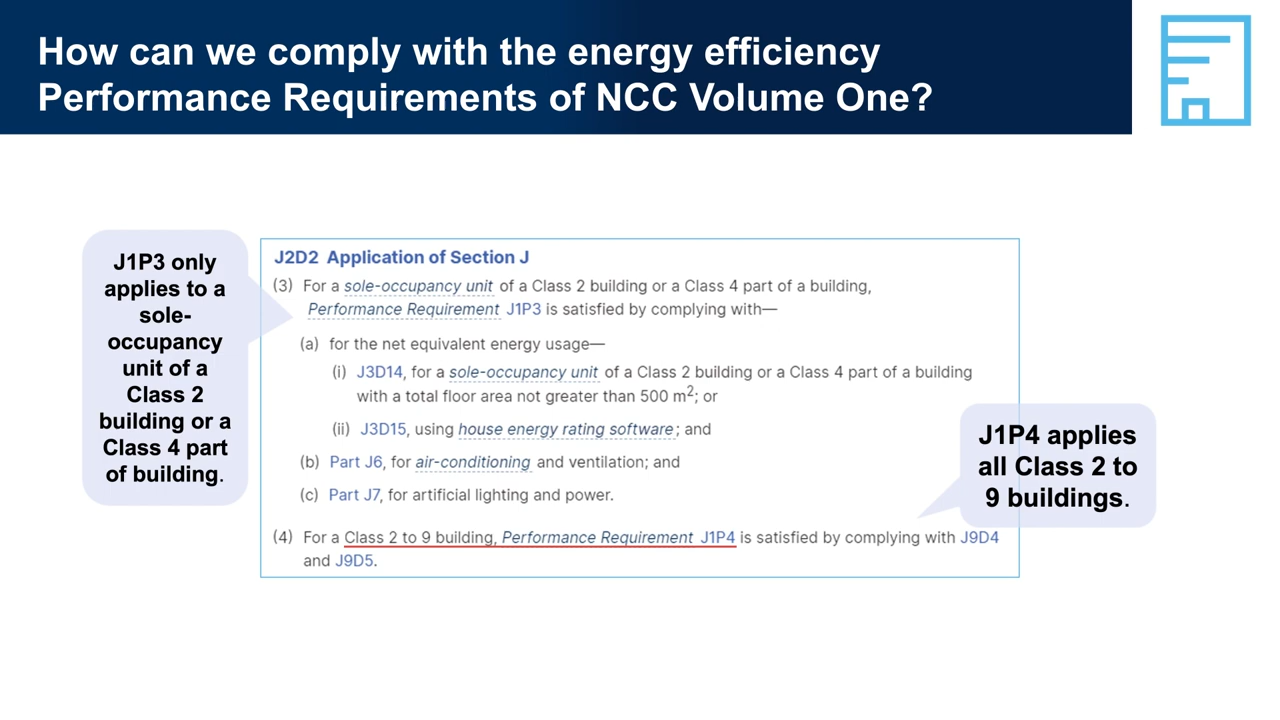 How can we comply with the energy efficiency
Performance Requirements of NCC Volume One?
J1P3 only
applies to a
sole-
occupancy
unit of a
Class 2
building or a
Class 4 part
of building.
J2D2 Application of Section J
(3) For a sole-occupancy unit of a Class 2 building or a Class 4 part of a building,
Performance Requirement J1P3 is satisfied by complying with—
(a) for the net equivalent energy usage—
(i) J3D14, for a sole-occupancy unit of a Class 2 building or a Class 4 part of a building
with a total floor area not greater than 500 m²; or
(ii) J3D15, using house energy rating software; and
(b) Part J6, for air-conditioning and ventilation; and
(c) Part J7, for artificial lighting and power.
(4) For a Class 2 to 9 building, Performance Requirement J1P4 is satisfied by complying with J9D4
and J9D5.
J1P4 applies
all Class 2 to
9 buildings.